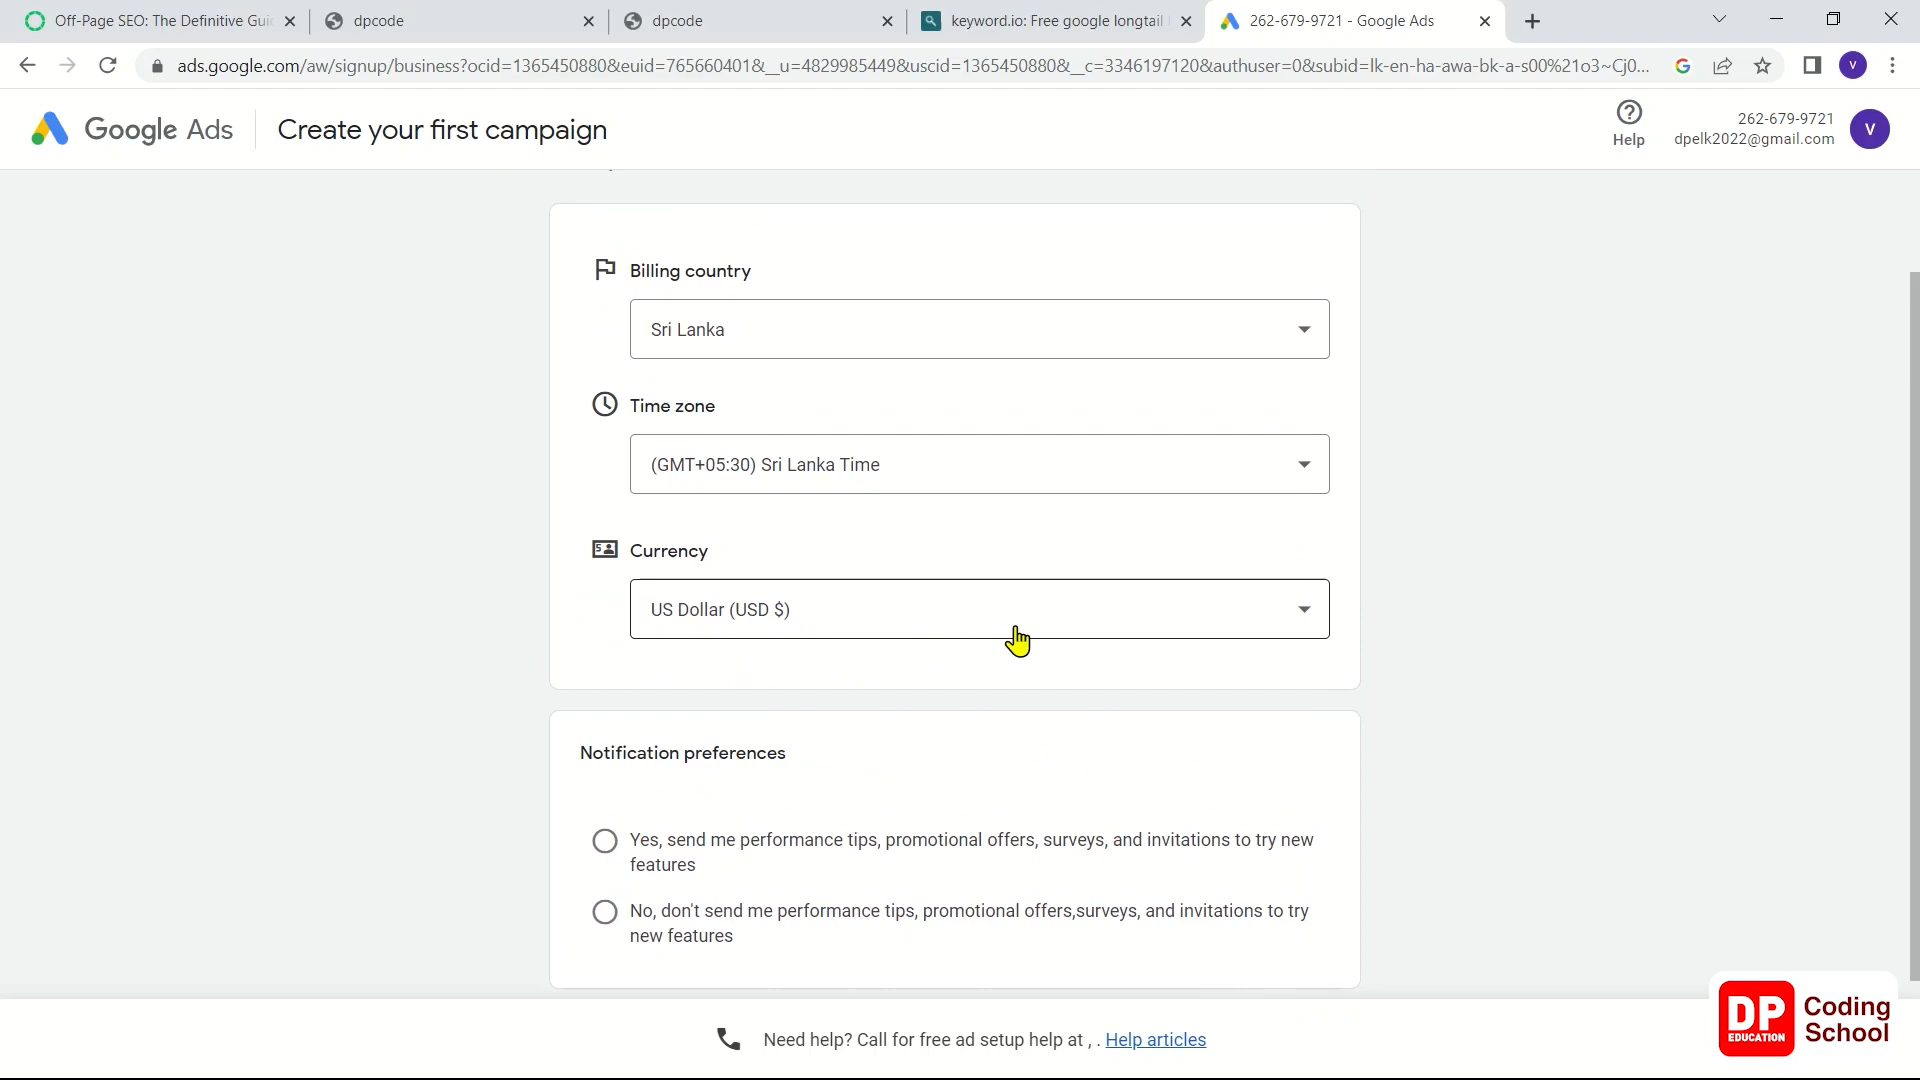 Off-Page SEO: The Definitive Gui
dpcode
dpcode
keyword.io: Free google longtail
262-679-9721 - Google Ads
ads.google.com/aw/signup/business?ocid=1365450880&euid=765660401&__u=4829985449&uscid=1365450880&__c=3346197120&authuser=0&subid=lk-en-ha-awa-bk-a-s00%21o3~Cj0...
V
Google Ads
Create your first campaign
Help
262-679-9721
dpelk2022@gmail.com
V
Billing country
Sri Lanka
Time zone
(GMT+05:30) Sri Lanka Time
Currency
US Dollar (USD $)
Notification preferences
Yes, send me performance tips, promotional offers, surveys, and invitations to try new
features
No, don't send me performance tips, promotional offers,surveys, and invitations to try
new features
Need help? Call for free ad setup help at , . Help articles
DP
EDUCATION
Coding
School